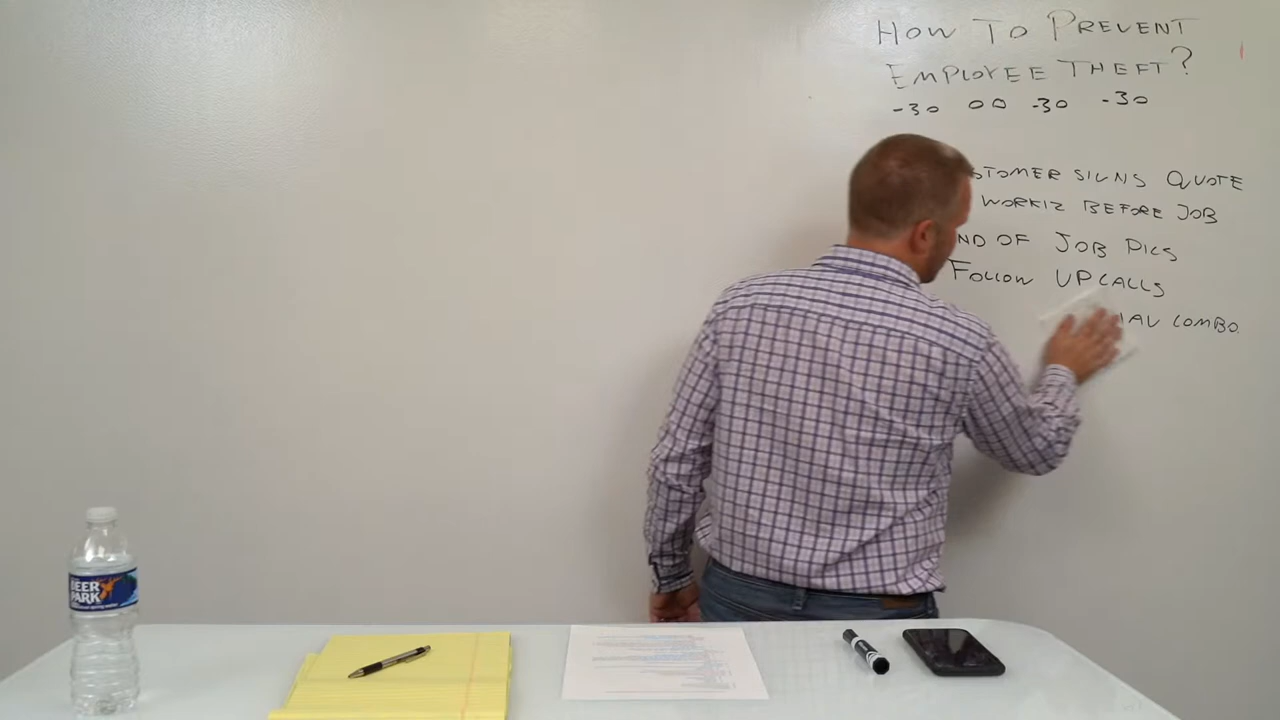 HOW TO PREVENT
EMPLOYEE THEFT?
-30 00 -30 -30
STOMER SIGNS QUOTE
WORKIZ BEFORE JOB
ND OF JOB PICS
FOLLOW UP CALLS
COMBO
DEER
PARK